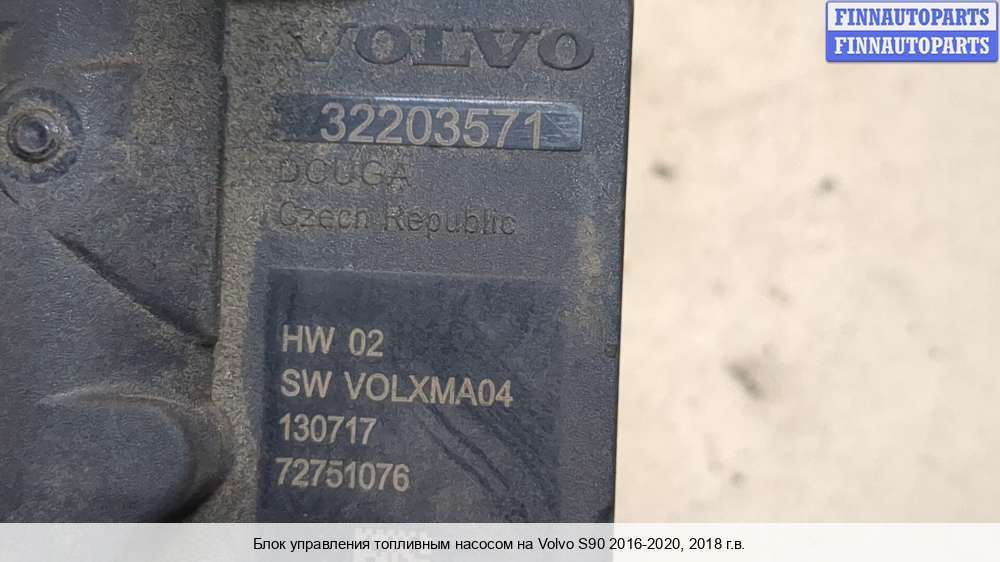 FINNAUTOPARTS
FINNAUTOPARTS
VOLVO
32203571
DCUGA
Czech Republic
HW 02
SW VOLXMA04
130717
72751076
Блок управления топливным насосом на Volvo S90 2016-2020, 2018 г.в.